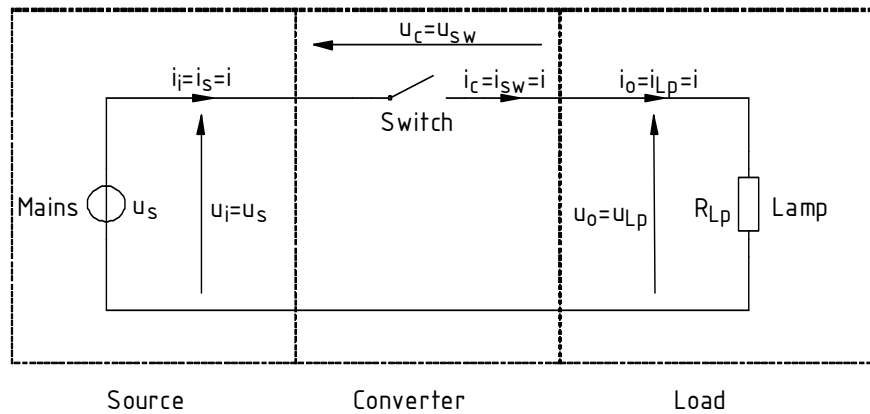 u_c=u_sw
i_i=i_s=i
i_c=i_sw=i
i_o=i_Lp=i
Switch
Mains
u_s
u_i=u_s
u_o=u_Lp
R_Lp
Lamp
Source
Converter
Load